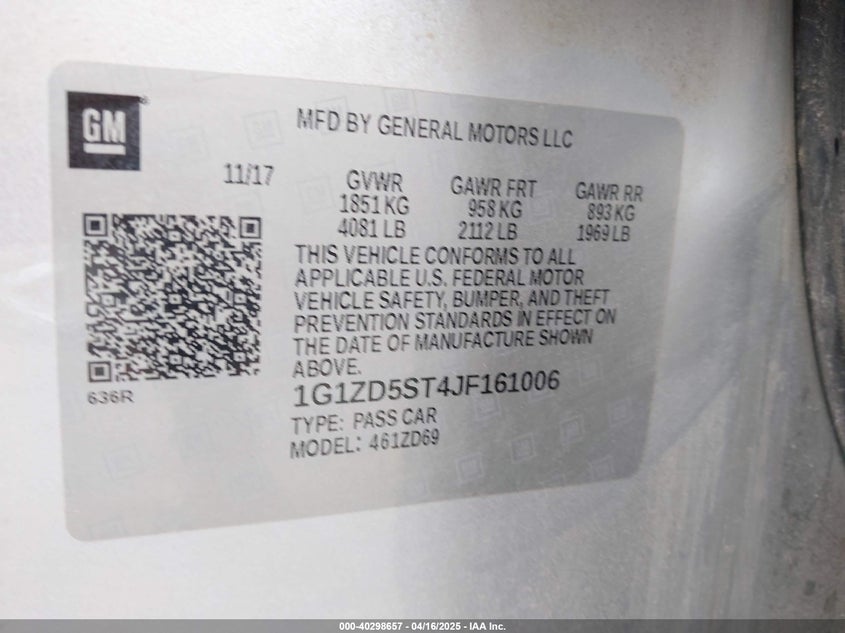 GM
MFD BY GENERAL MOTORS LLC
11/17
GVWR GAWR FRT GAWR RR
1851 KG 958 KG 893 KG
4081 LB 2112 LB 1969 LB
THIS VEHICLE CONFORMS TO ALL
APPLICABLE U.S. FEDERAL MOTOR
VEHICLE SAFETY, BUMPER, AND THEFT
PREVENTION STANDARDS IN EFFECT ON
THE DATE OF MANUFACTURE SHOWN
ABOVE.
636R
1G1ZD5ST4JF161006
TYPE: PASS CAR
MODEL: 461ZD69
000-40298657 - 04/16/2025 - IAA Inc.